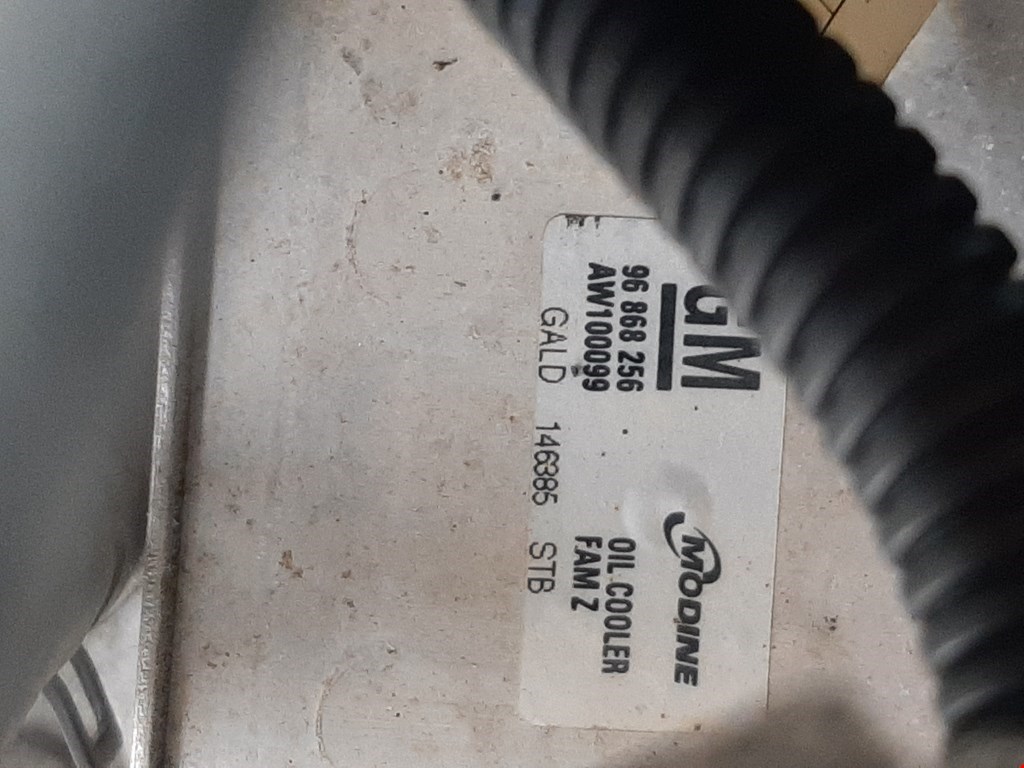 GM
96 868 256
AW100099
GALD 146385 STB
MODINE
OIL COOLER
FAM Z